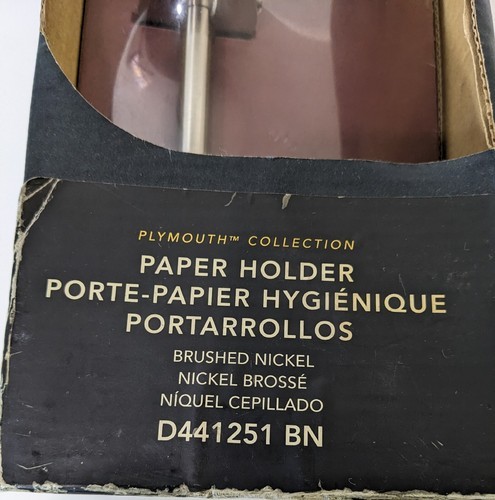 PLYMOUTH™ COLLECTION
PAPER HOLDER
PORTE-PAPIER HYGIÉNIQUE
PORTARROLLOS
BRUSHED NICKEL
NICKEL BROSSÉ
NÍQUEL CEPILLADO
D441251 BN